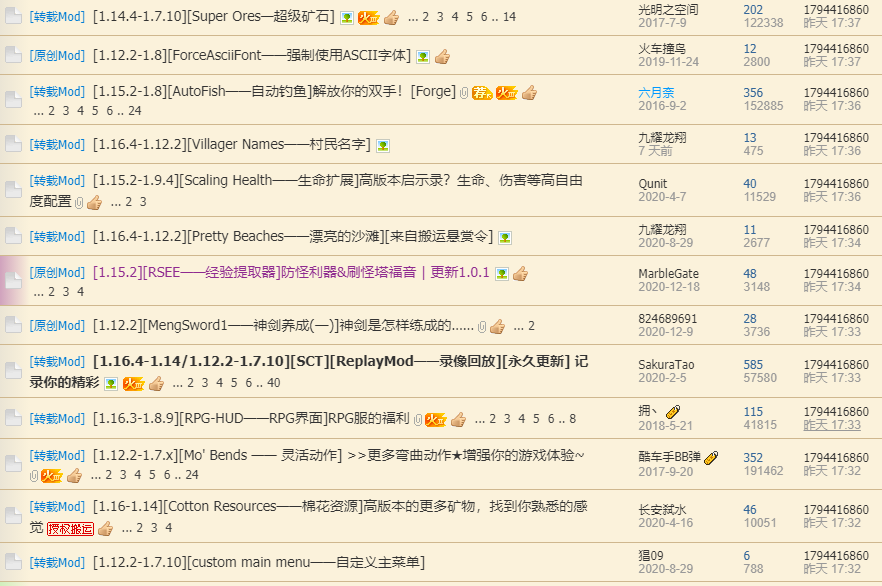 [转载Mod] [1.14.4-1.7.10][Super Ores—超级矿石] 火 ... 2 3 4 5 6 .. 14 光明之空间 202 1794416860
2017-7-9 122338 昨天 17:37
[原创Mod] [1.12.2-1.8][ForceAsciiFont——强制使用ASCII字体] 火车撞鸟 12 1794416860
2019-11-24 2800 昨天 17:37
[转载Mod] [1.15.2-1.8][AutoFish——自动钓鱼]解放你的双手！[Forge] 荐 火 六月奈 356 1794416860
... 2 3 4 5 6 .. 24 2016-9-2 152885 昨天 17:36
[转载Mod] [1.16.4-1.12.2][Villager Names——村民名字] 九耀龙翔 13 1794416860
7 天前 475 昨天 17:36
[转载Mod] [1.15.2-1.9.4][Scaling Health——生命扩展]高版本启示录？生命、伤害等高自由 Qunit 40 1794416860
度配置 ... 2 3 2020-4-7 11529 昨天 17:36
[转载Mod] [1.16.4-1.12.2][Pretty Beaches——漂亮的沙滩][来自搬运悬赏令] 九耀龙翔 11 1794416860
2020-8-29 2677 昨天 17:34
[原创Mod] [1.15.2][RSEE——经验提取器]防怪利器&刷怪塔福音 | 更新1.0.1 MarbleGate 48 1794416860
... 2 3 4 2020-12-18 3148 昨天 17:34
[原创Mod] [1.12.2][MengSword1——神剑养成(一)]神剑是怎样练成的...... ... 2 824689691 28 1794416860
2020-12-9 3736 昨天 17:33
[转载Mod] [1.16.4-1.14/1.12.2-1.7.10][SCT][ReplayMod——录像回放][永久更新] 记 SakuraTao 585 1794416860
录你的精彩 火 ... 2 3 4 5 6 .. 40 2020-2-5 57580 昨天 17:33
[转载Mod] [1.16.3-1.8.9][RPG-HUD——RPG界面]RPG服的福利 火 ... 2 3 4 5 6 .. 8 拥丶 115 1794416860
2018-5-21 41815 昨天 17:33
[转载Mod] [1.12.2-1.7.x][Mo' Bends —— 灵活动作] >>更多弯曲动作★增强你的游戏体验~ 酷车手BB弹 352 1794416860
火 ... 2 3 4 5 6 .. 24 2017-9-20 191462 昨天 17:32
[转载Mod] [1.16-1.14][Cotton Resources——棉花资源]高版本的更多矿物，找到你熟悉的感 长安弑水 46 1794416860
觉 授权搬运 ... 2 3 4 2020-4-16 10051 昨天 17:32
[转载Mod] [1.12.2-1.7.10][custom main menu——自定义主菜单] 猖09 6 1794416860
2020-8-29 788 昨天 17:32